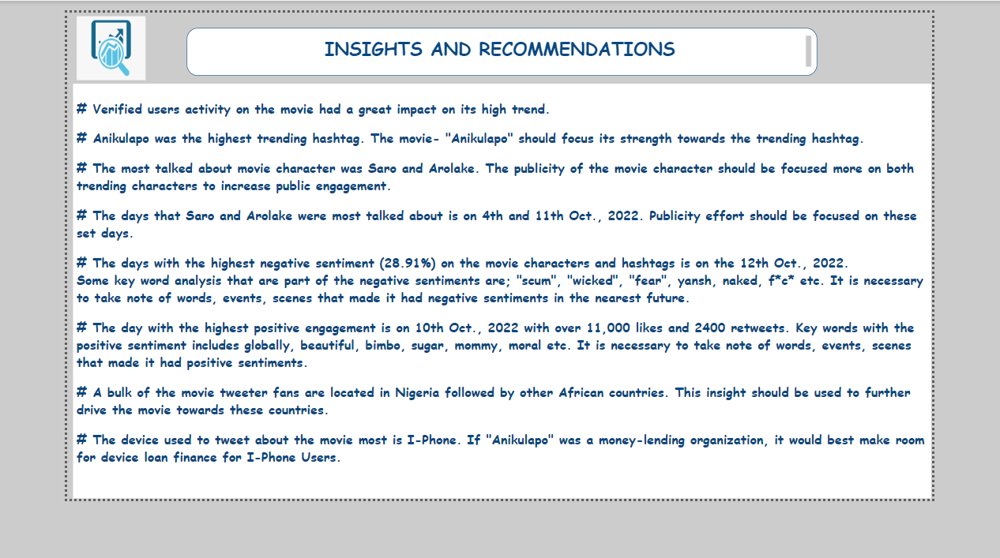 INSIGHTS AND RECOMMENDATIONS
# Verified users activity on the movie had a great impact on its high trend.
# Anikulapo was the highest trending hashtag. The movie- "Anikulapo" should focus its strength towards the trending hashtag.
# The most talked about movie character was Saro and Arolake. The publicity of the movie character should be focused more on both
trending characters to increase public engagement.
# The days that Saro and Arolake were most talked about is on 4th and 11th Oct., 2022. Publicity effort should be focused on these
set days.
# The days with the highest negative sentiment (28.91%) on the movie characters and hashtags is on the 12th Oct., 2022.
Some key word analysis that are part of the negative sentiments are; "scum", "wicked", "fear", yansh, naked, f*c* etc. It is necessary
to take note of words, events, scenes that made it had negative sentiments in the nearest future.
# The day with the highest positive engagement is on 10th Oct., 2022 with over 11,000 likes and 2400 retweets. Key words with the
positive sentiment includes globally, beautiful, bimbo, sugar, mommy, moral etc. It is necessary to take note of words, events, scenes
that made it had positive sentiments.
# A bulk of the movie tweeter fans are located in Nigeria followed by other African countries. This insight should be used to further
drive the movie towards these countries.
# The device used to tweet about the movie most is I-Phone. If "Anikulapo" was a money-lending organization, it would best make room
for device loan finance for I-Phone Users.